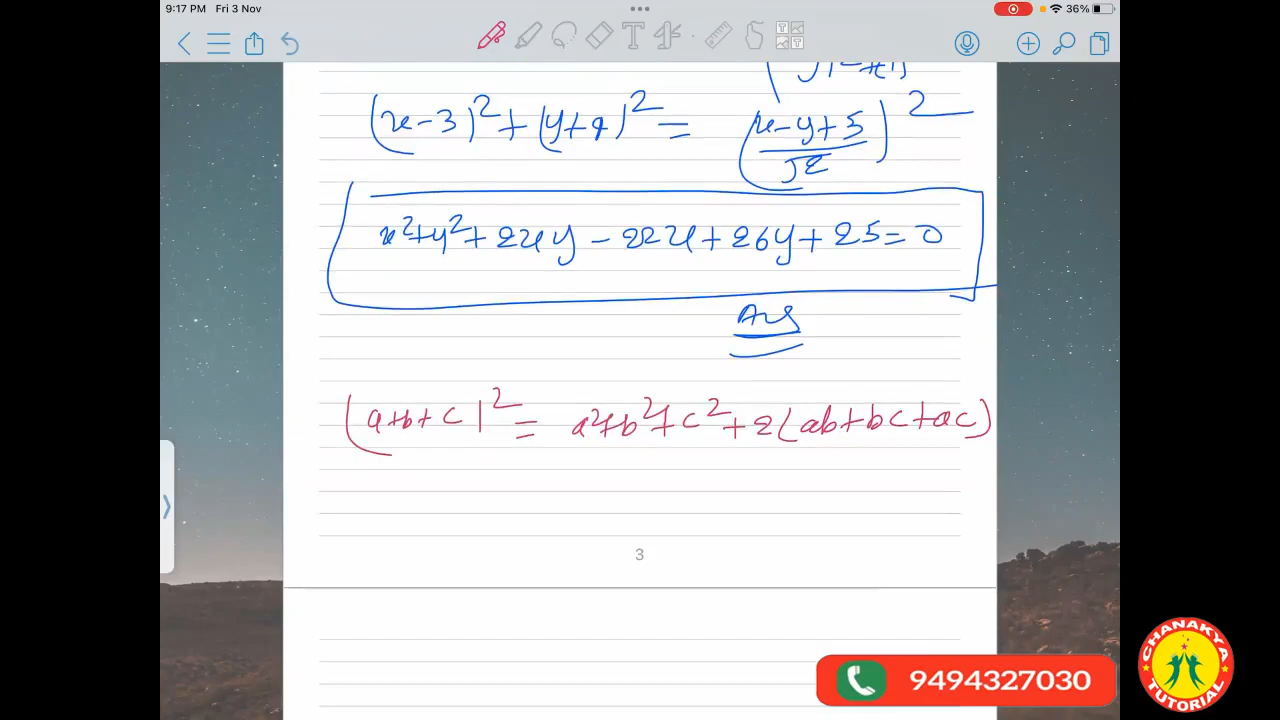 9:17 PM Fri 3 Nov
36%
(x-3)²+(y+4)² = (x-y+5/√2)²
x²+y²+2xy-22x+26y+25=0
Ans
(a+b+c)² = a²+b²+c²+2(ab+bc+ac)
3
CHANAKYA
TUTORIAL
9494327030